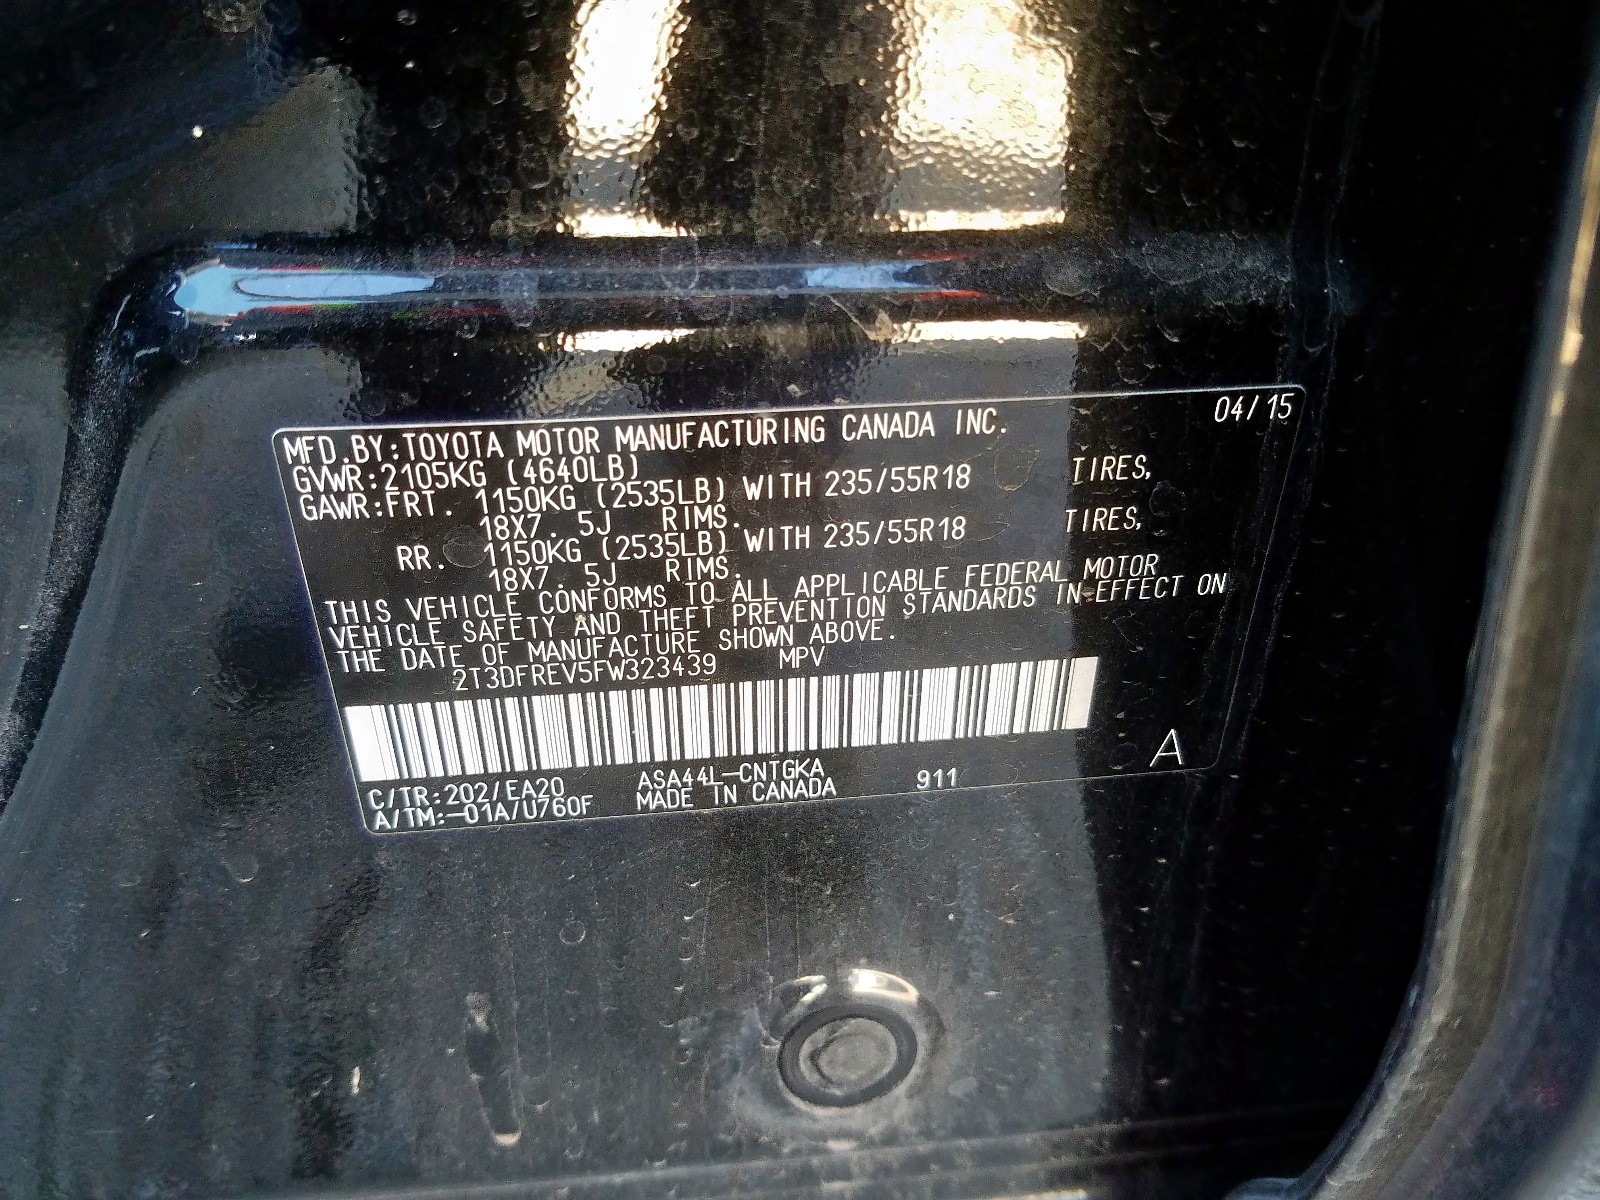 04/15
MFD.BY:TOYOTA MOTOR MANUFACTURING CANADA INC.
GVWR:2105KG (4640LB)
GAWR:FRT. 1150KG (2535LB) WITH 235/55R18 TIRES,
18X7.5J RIMS.
RR. 1150KG (2535LB) WITH 235/55R18 TIRES,
18X7.5J RIMS.
THIS VEHICLE CONFORMS TO ALL APPLICABLE FEDERAL MOTOR
VEHICLE SAFETY AND THEFT PREVENTION STANDARDS IN EFFECT ON
THE DATE OF MANUFACTURE SHOWN ABOVE.
2T3DFREV5FW323439 MPV
A
C/TR:202/EA20 ASA44L-CNTGKA 911
A/TM:-01A/U760F MADE IN CANADA